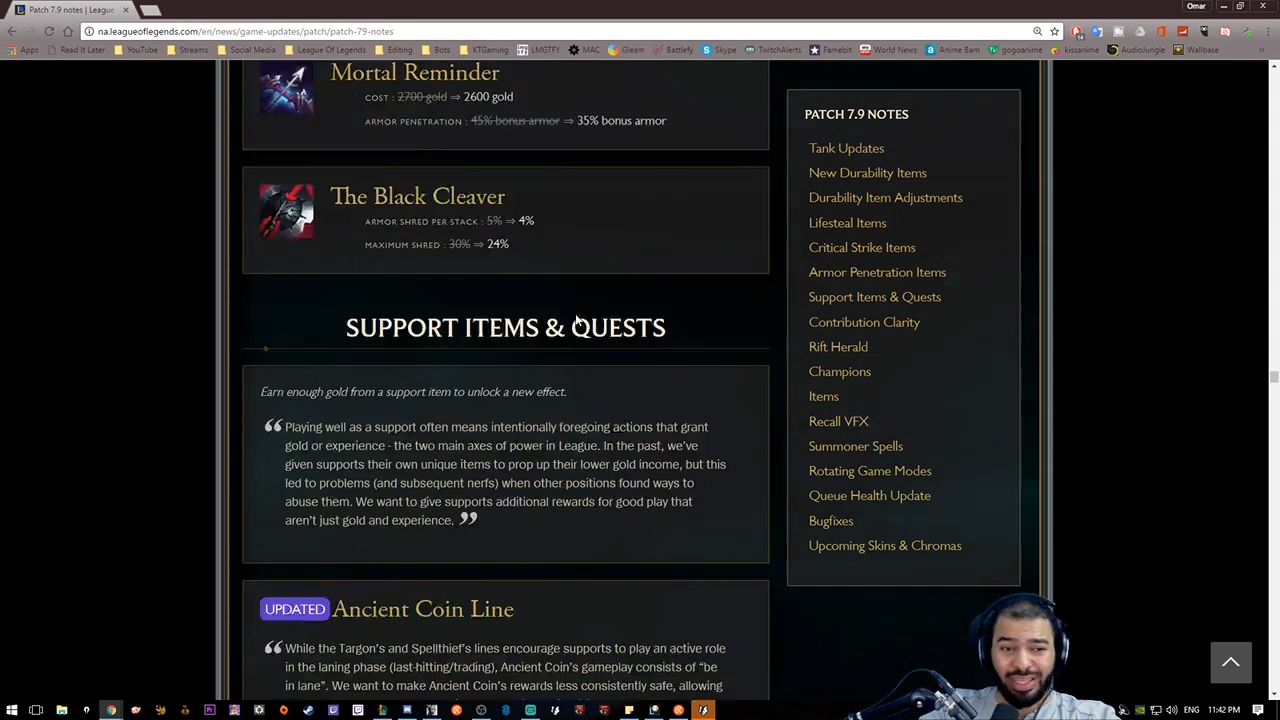 Patch 7.9 notes | League
Omar
na.leagueoflegends.com/en/news/game-updates/patch/patch-79-notes
Apps Read It Later YouTube Streams Social Media League Of Legends Editing Bots KTGaming LMGTFY MAC Gleam Battlefy Skype TwitchAlerts Famebit World News Anime Bam gogoanime kissanime AudioJungle Wallbase
Mortal Reminder
COST : 2700 gold ⇒ 2600 gold
ARMOR PENETRATION : 45% bonus armor ⇒ 35% bonus armor
The Black Cleaver
ARMOR SHRED PER STACK : 5% ⇒ 4%
MAXIMUM SHRED : 30% ⇒ 24%
SUPPORT ITEMS & QUESTS
Earn enough gold from a support item to unlock a new effect.
“ Playing well as a support often means intentionally foregoing actions that grant
gold or experience - the two main axes of power in League. In the past, we’ve
given supports their own unique items to prop up their lower gold income, but this
led to problems (and subsequent nerfs) when other positions found ways to
abuse them. We want to give supports additional rewards for good play that
aren’t just gold and experience. ”
UPDATED Ancient Coin Line
“ While the Targon’s and Spellthief’s lines encourage supports to play an active role
in the laning phase (last-hitting/trading), Ancient Coin’s gameplay consists of “be
in lane”. We want to make Ancient Coin’s rewards less consistently safe, allowing
PATCH 7.9 NOTES
Tank Updates
New Durability Items
Durability Item Adjustments
Lifesteal Items
Critical Strike Items
Armor Penetration Items
Support Items & Quests
Contribution Clarity
Rift Herald
Champions
Items
Recall VFX
Summoner Spells
Rotating Game Modes
Queue Health Update
Bugfixes
Upcoming Skins & Chromas
ENG 11:42 PM